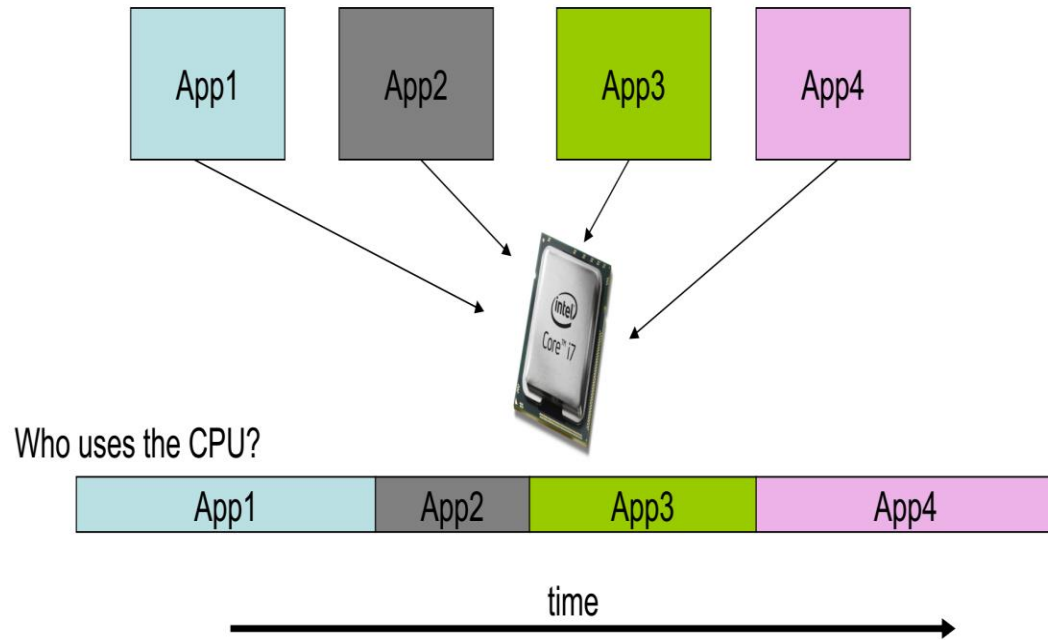 App1
App2
App3
App4
intel
Core™ i7
Who uses the CPU?
App1
App2
App3
App4
time